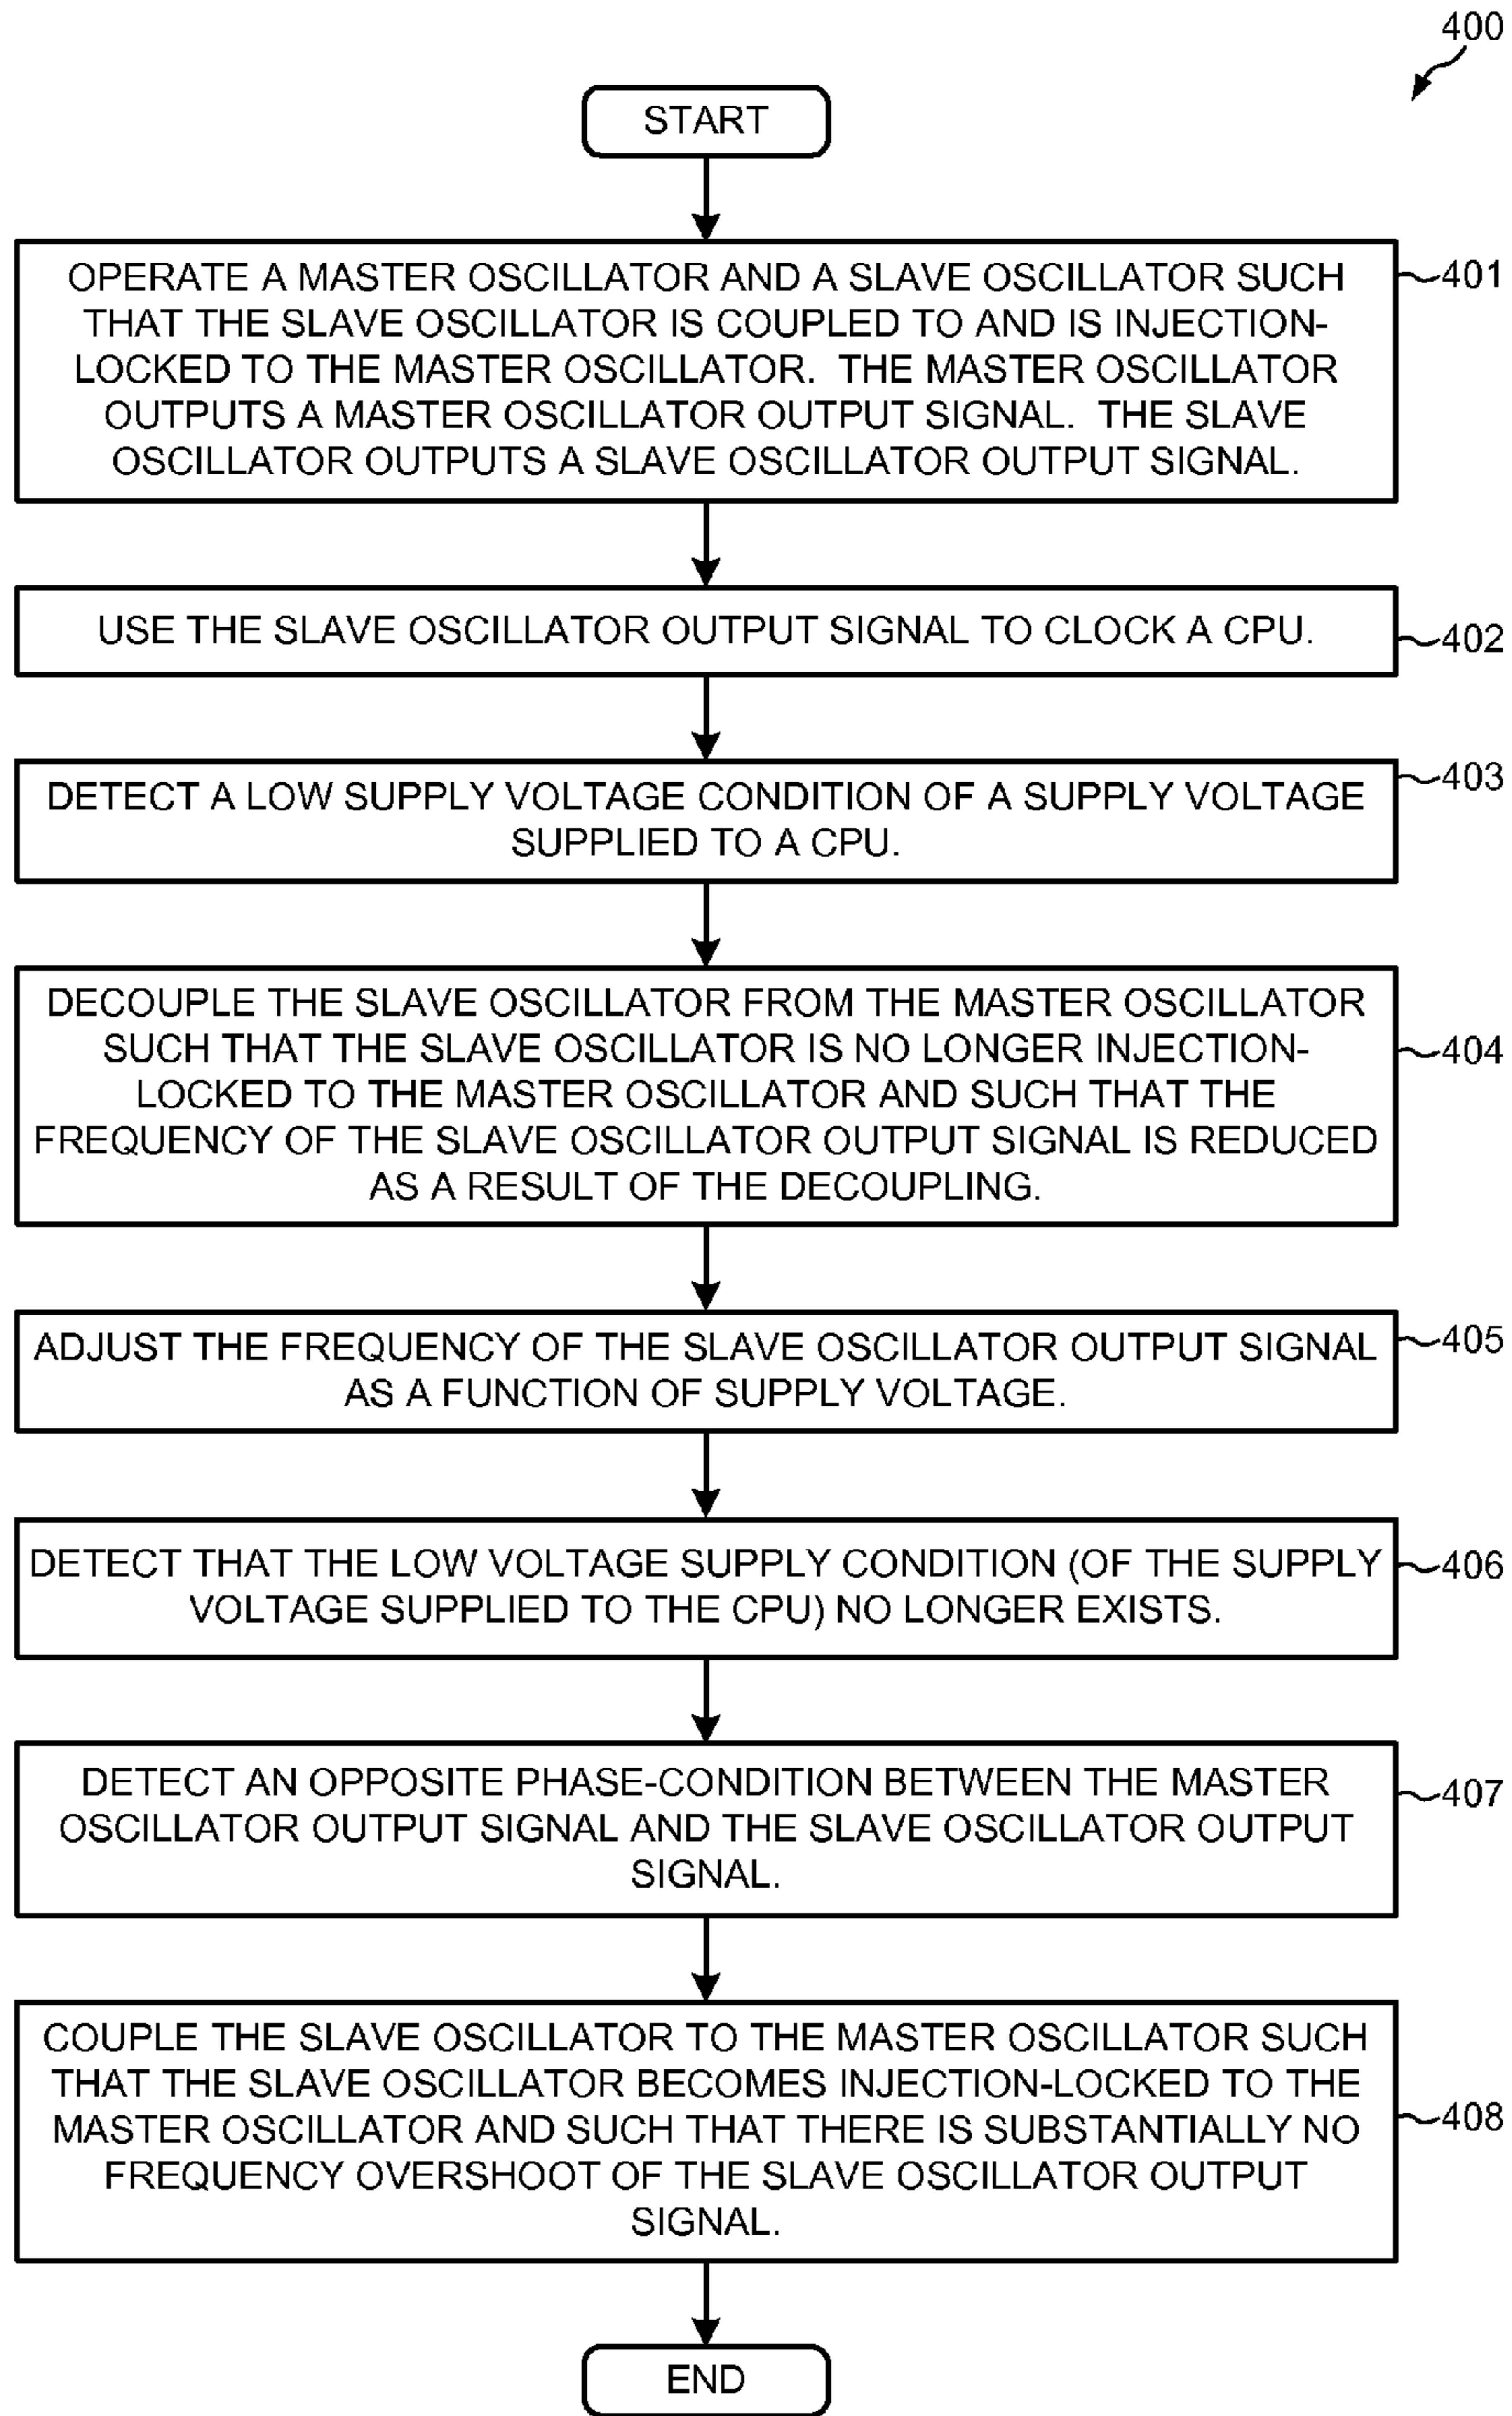 400
START
OPERATE A MASTER OSCILLATOR AND A SLAVE OSCILLATOR SUCH
THAT THE SLAVE OSCILLATOR IS COUPLED TO AND IS INJECTION-
LOCKED TO THE MASTER OSCILLATOR. THE MASTER OSCILLATOR
OUTPUTS A MASTER OSCILLATOR OUTPUT SIGNAL. THE SLAVE
OSCILLATOR OUTPUTS A SLAVE OSCILLATOR OUTPUT SIGNAL.
401
USE THE SLAVE OSCILLATOR OUTPUT SIGNAL TO CLOCK A CPU.
402
DETECT A LOW SUPPLY VOLTAGE CONDITION OF A SUPPLY VOLTAGE
SUPPLIED TO A CPU.
403
DECOUPLE THE SLAVE OSCILLATOR FROM THE MASTER OSCILLATOR
SUCH THAT THE SLAVE OSCILLATOR IS NO LONGER INJECTION-
LOCKED TO THE MASTER OSCILLATOR AND SUCH THAT THE
FREQUENCY OF THE SLAVE OSCILLATOR OUTPUT SIGNAL IS REDUCED
AS A RESULT OF THE DECOUPLING.
404
ADJUST THE FREQUENCY OF THE SLAVE OSCILLATOR OUTPUT SIGNAL
AS A FUNCTION OF SUPPLY VOLTAGE.
405
DETECT THAT THE LOW VOLTAGE SUPPLY CONDITION (OF THE SUPPLY
VOLTAGE SUPPLIED TO THE CPU) NO LONGER EXISTS.
406
DETECT AN OPPOSITE PHASE-CONDITION BETWEEN THE MASTER
OSCILLATOR OUTPUT SIGNAL AND THE SLAVE OSCILLATOR OUTPUT
SIGNAL.
407
COUPLE THE SLAVE OSCILLATOR TO THE MASTER OSCILLATOR SUCH
THAT THE SLAVE OSCILLATOR BECOMES INJECTION-LOCKED TO THE
MASTER OSCILLATOR AND SUCH THAT THERE IS SUBSTANTIALLY NO
FREQUENCY OVERSHOOT OF THE SLAVE OSCILLATOR OUTPUT
SIGNAL.
408
END